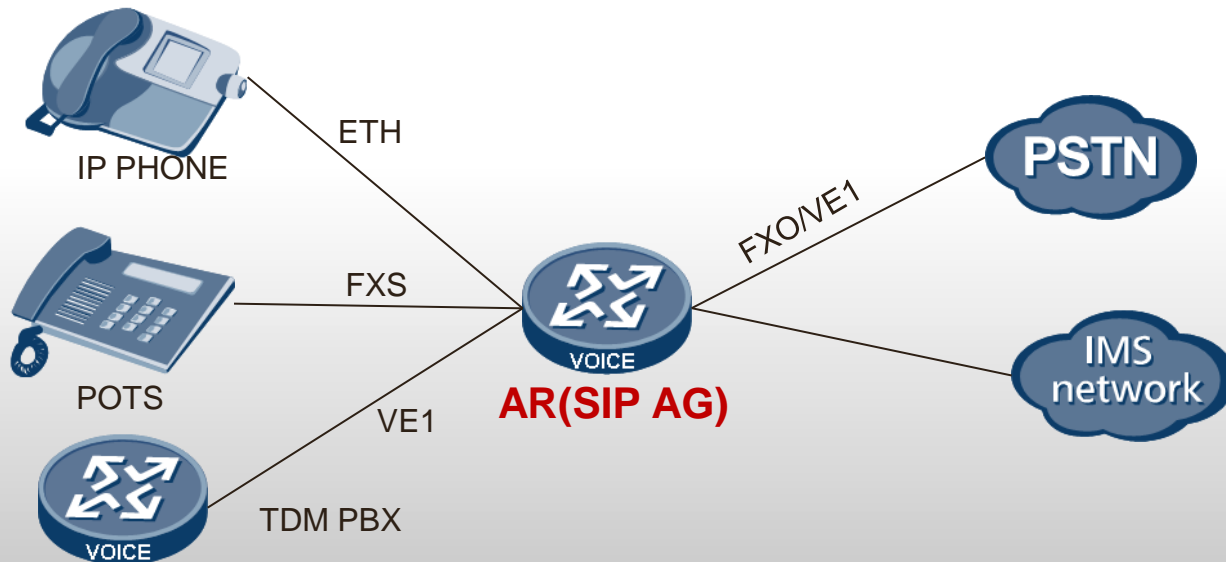 IP PHONE
ETH
FXO/VE1
PSTN
FXS
POTS
VOICE
AR(SIP AG)
IMS
network
VE1
TDM PBX
VOICE